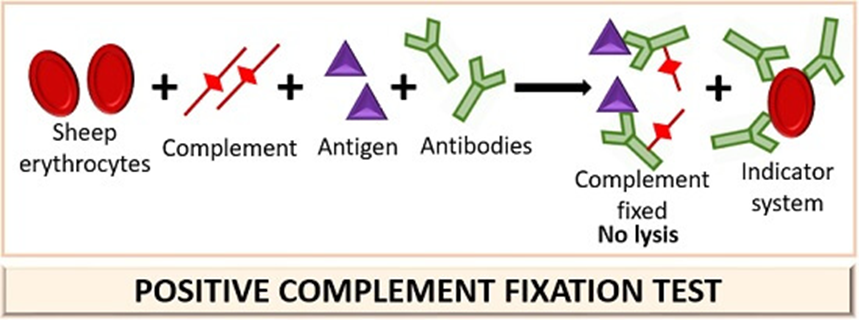 Sheep
erythrocytes
+
Complement
+
Antigen
+
Antibodies
Complement
fixed
No lysis
+
Indicator
system
POSITIVE COMPLEMENT FIXATION TEST